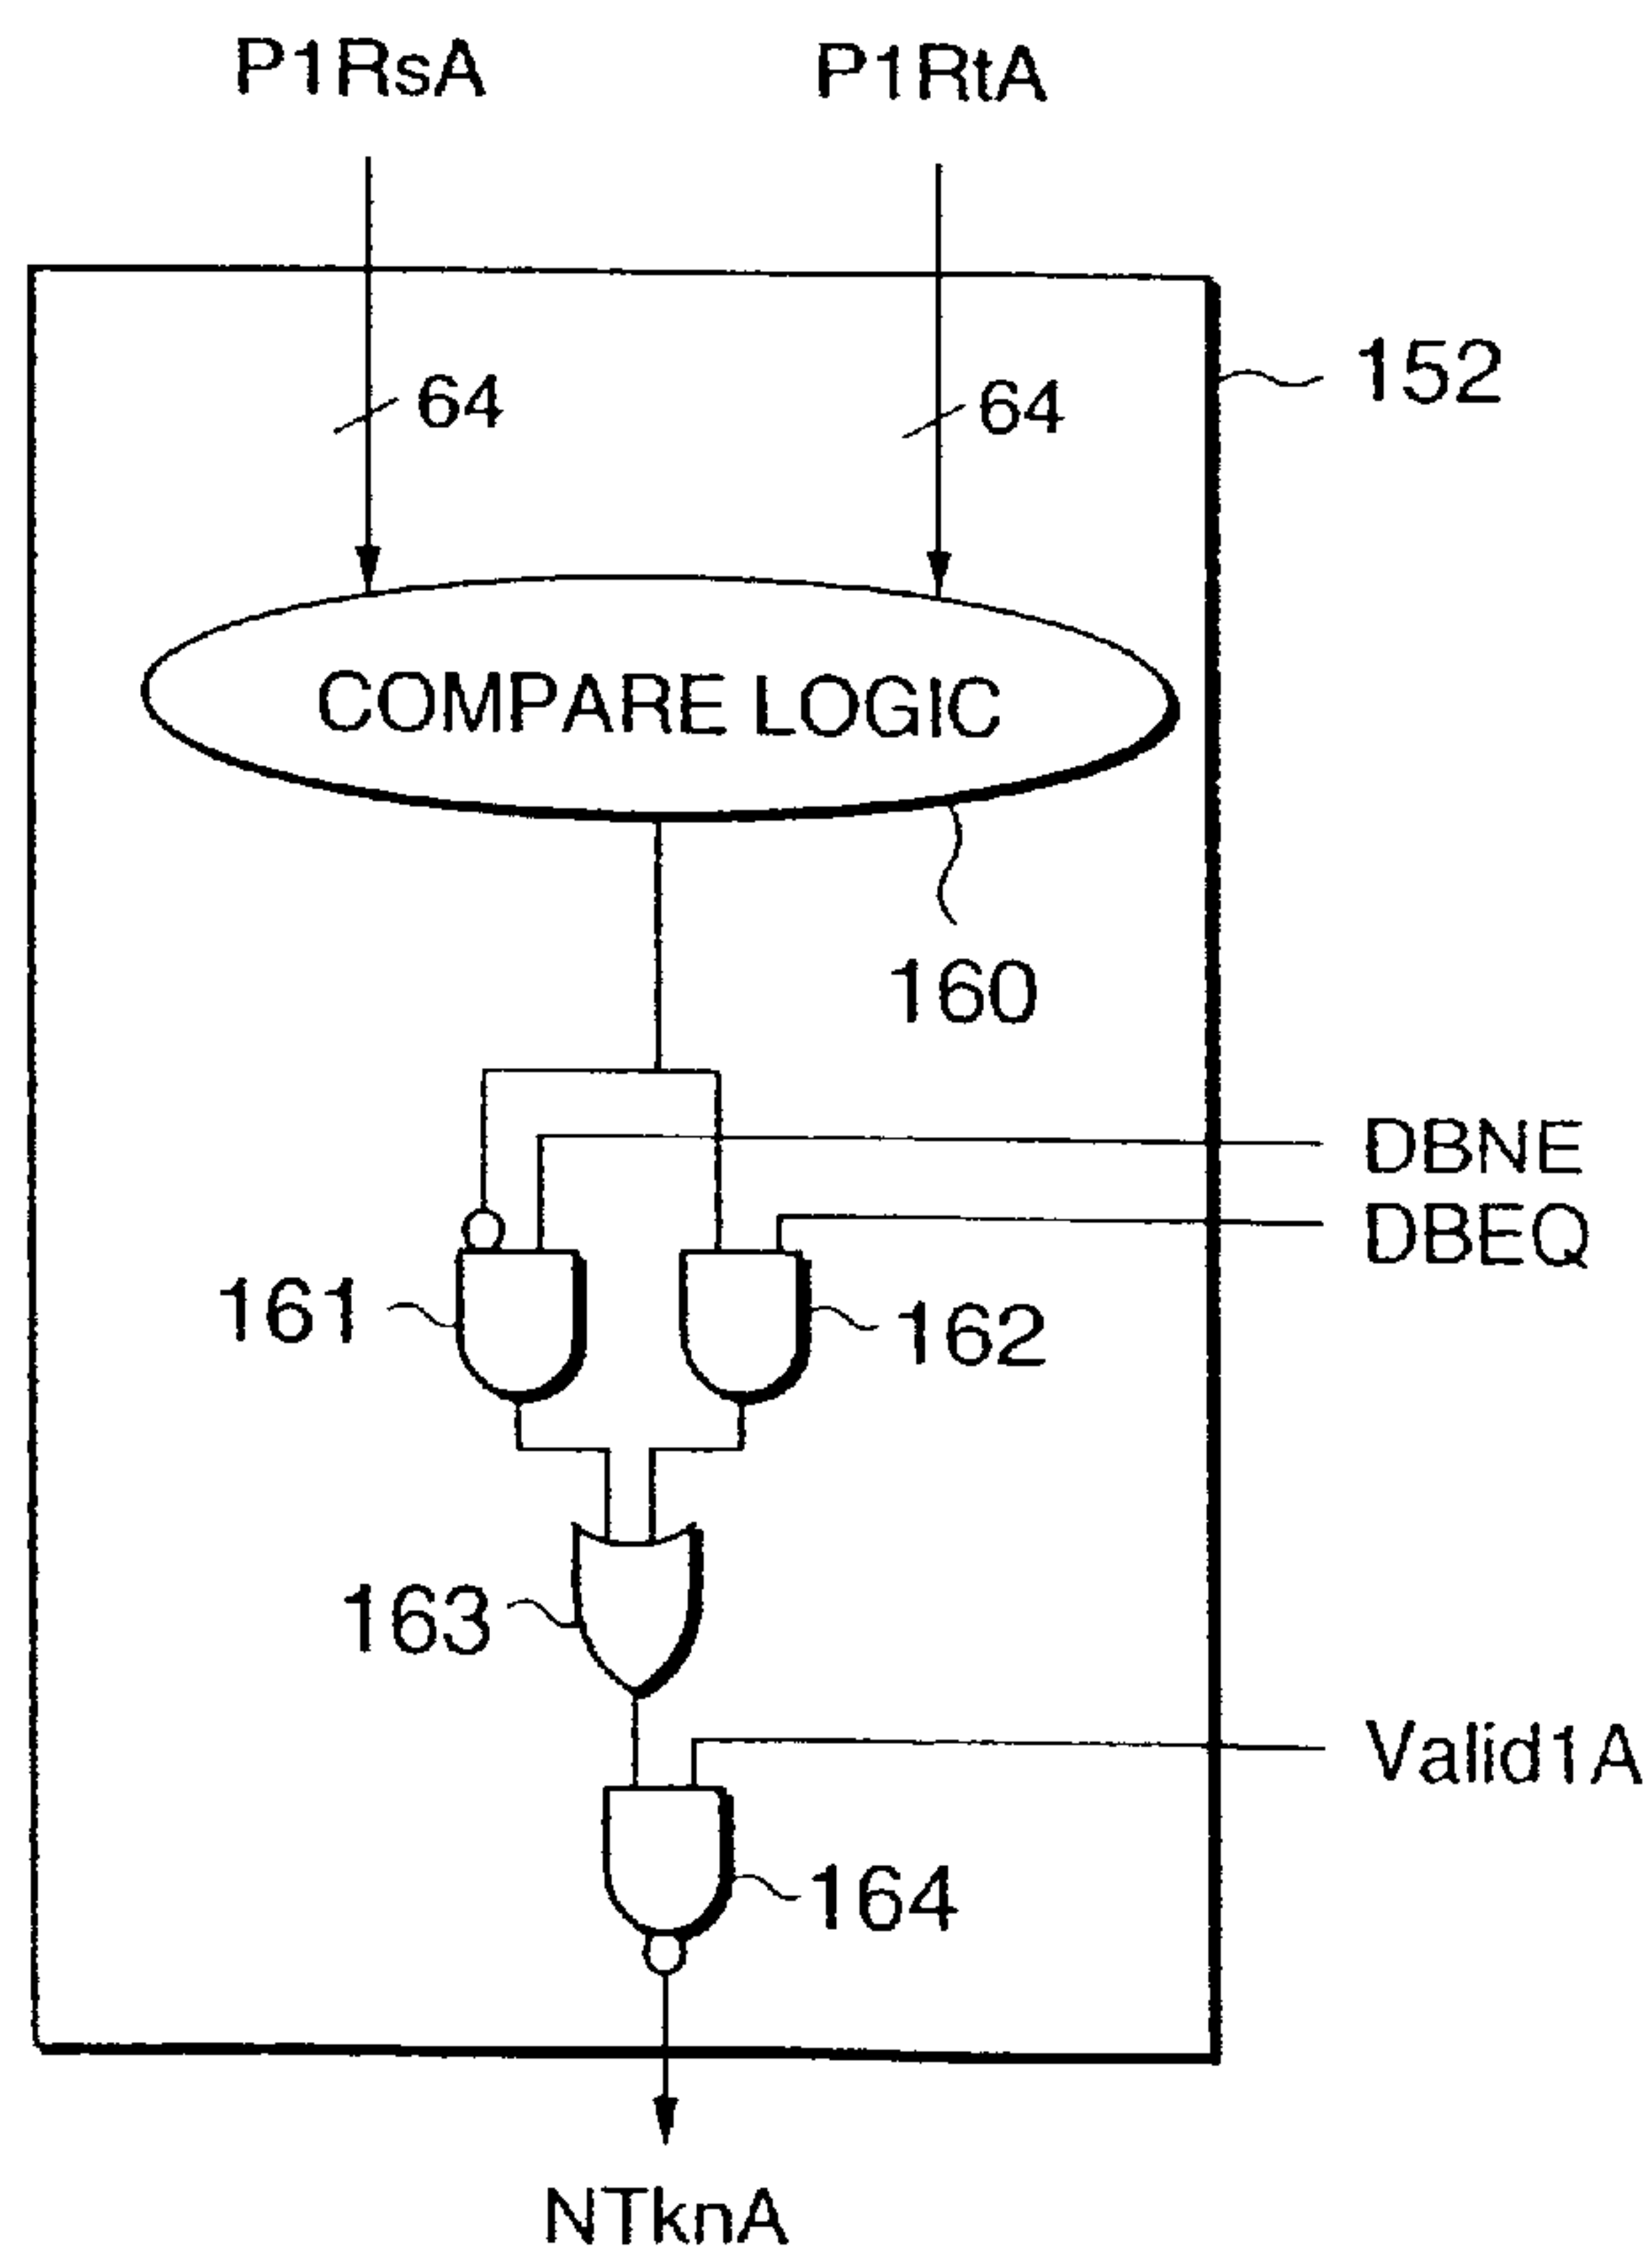 P1RsA P1RtA
152
64 64
COMPARE LOGIC
160
DBNE
DBEQ
161 162
163
Valid1A
164
NTknA